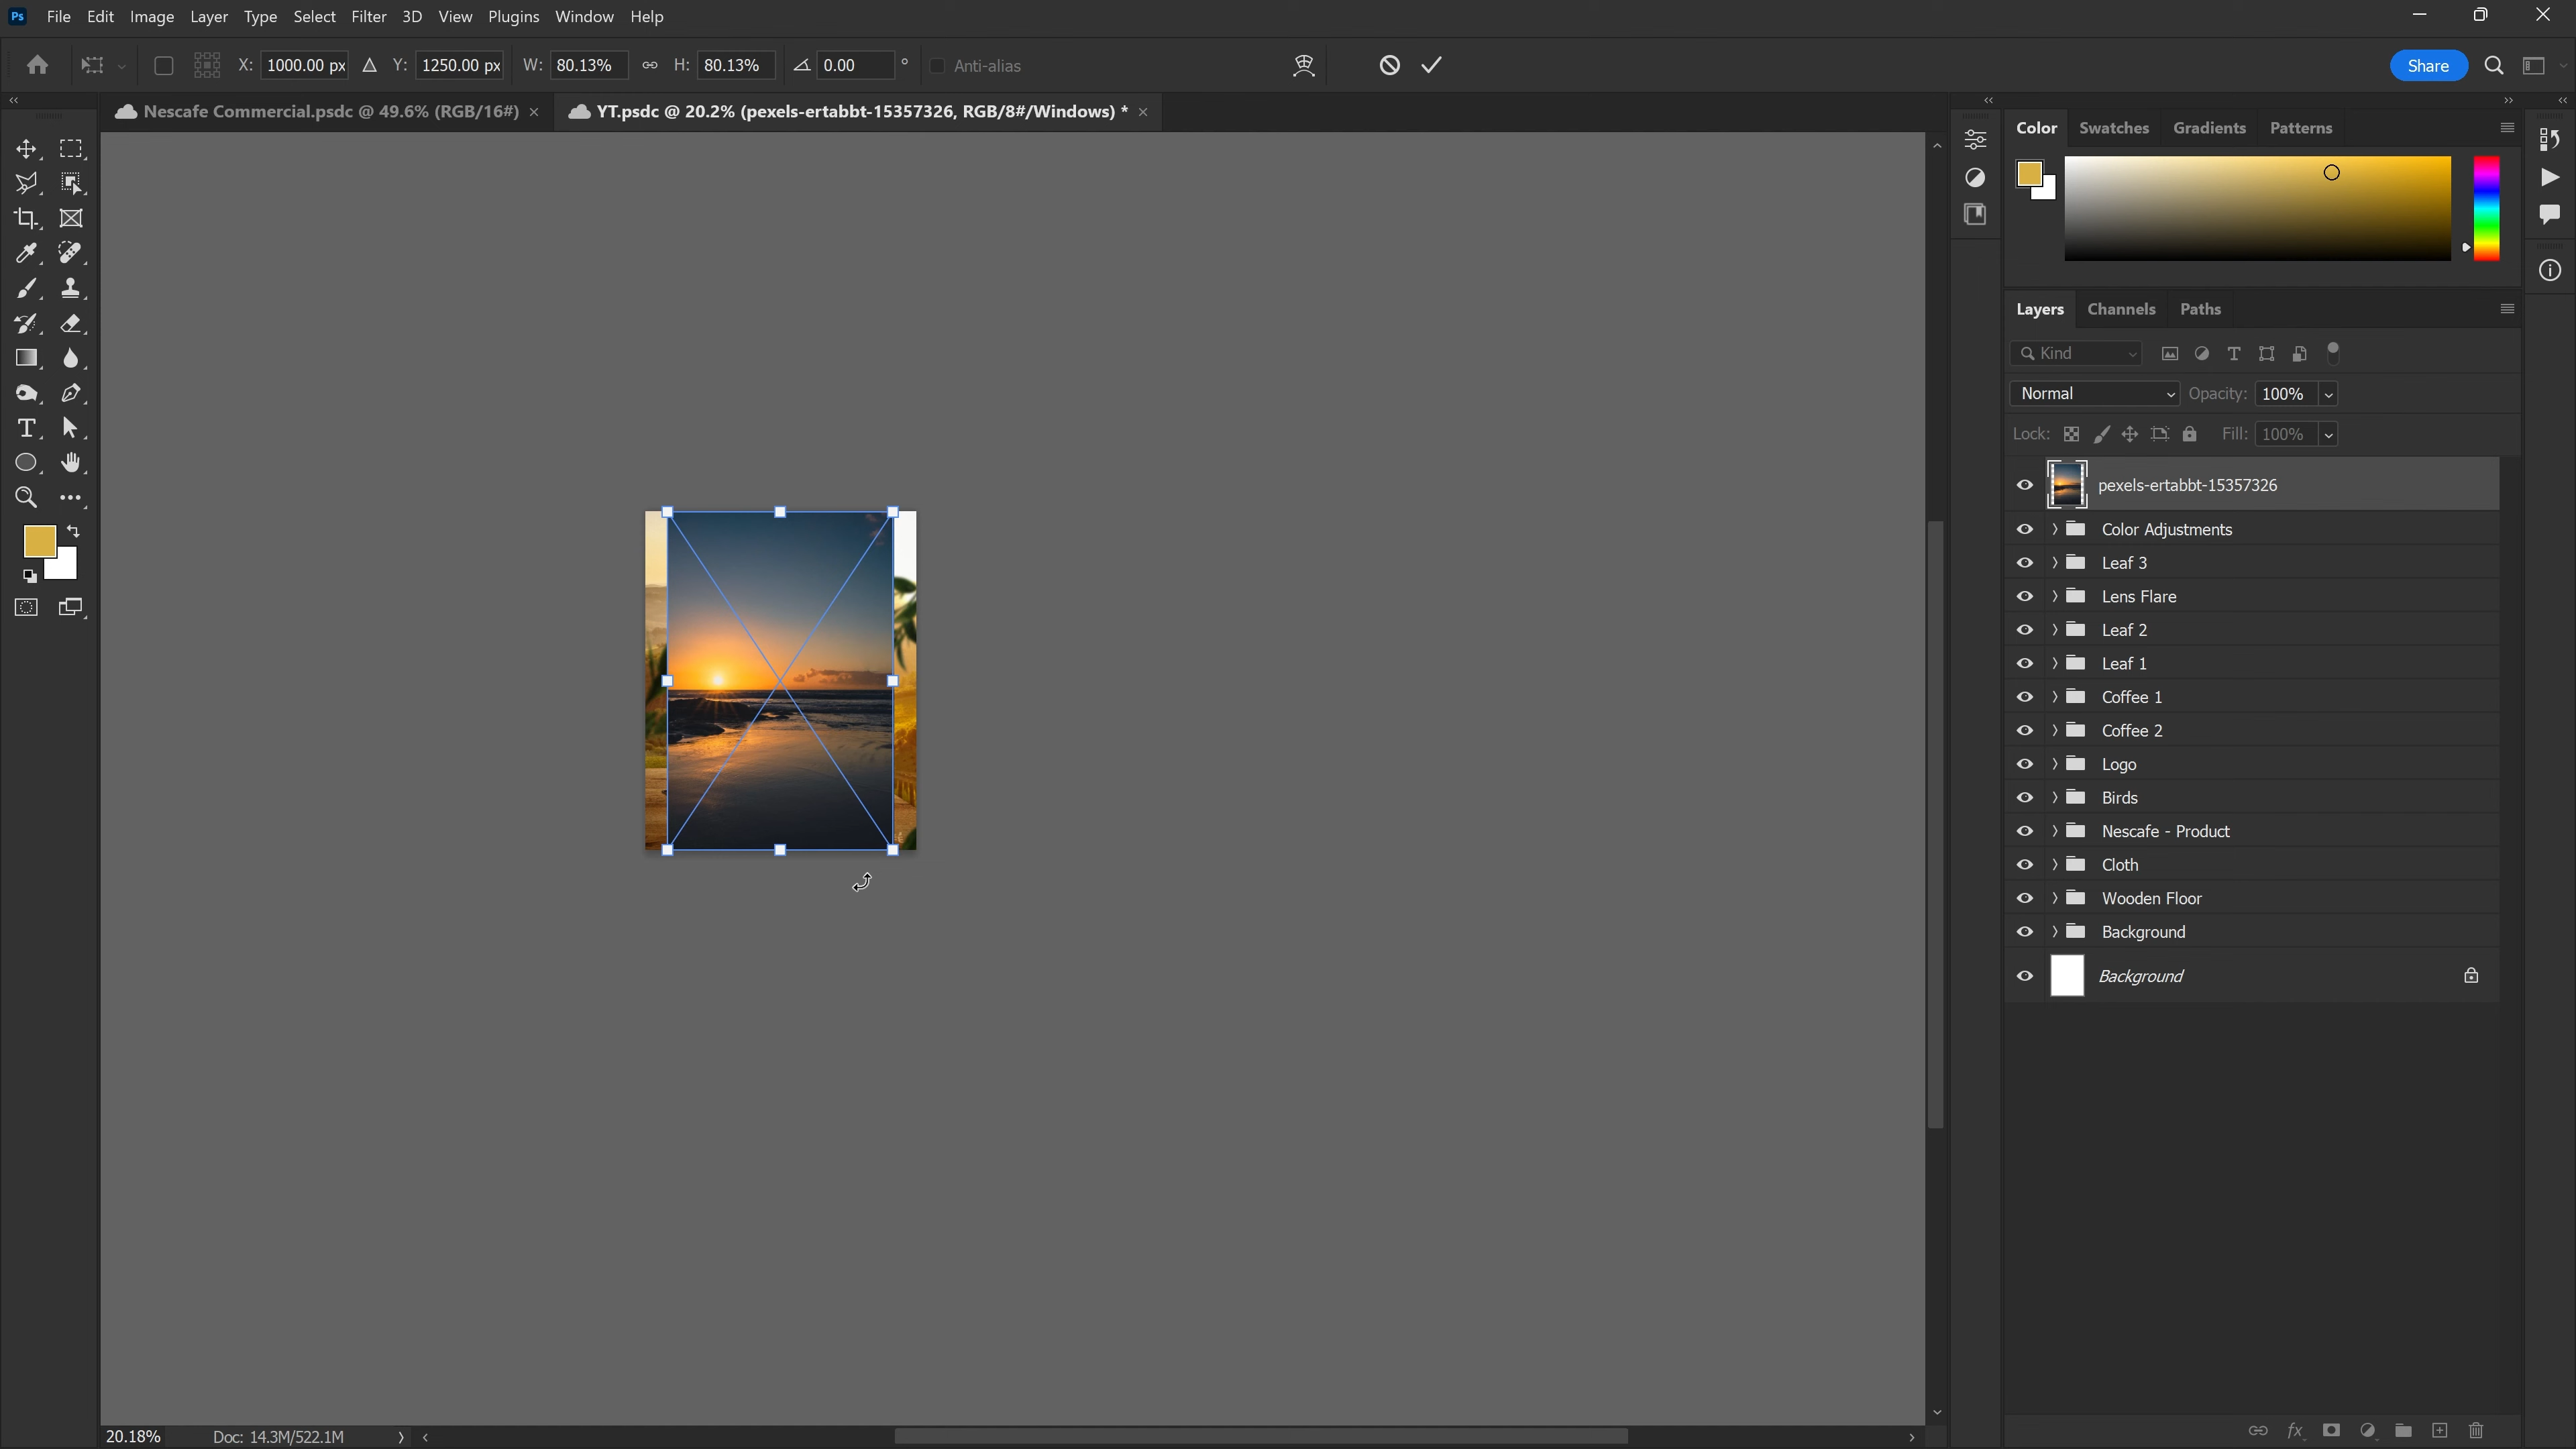 Ps File Edit Image Layer Type Select Filter 3D View Plugins Window Help
X: 1000.00 px Y: 1250.00 px W: 80.13% H: 80.13% 0.00 ° Anti-alias Share
Nescafe Commercial.psdc @ 49.6% (RGB/16#) × YT.psdc @ 20.2% (pexels-ertabbt-15357326, RGB/8#/Windows) * ×
Color Swatches Gradients Patterns
Layers Channels Paths
Kind
Normal Opacity: 100%
Lock: Fill: 100%
pexels-ertabbt-15357326
Color Adjustments
Leaf 3
Lens Flare
Leaf 2
Leaf 1
Coffee 1
Coffee 2
Logo
Birds
Nescafe - Product
Cloth
Wooden Floor
Background
Background
20.18% Doc: 14.3M/522.1M
fx